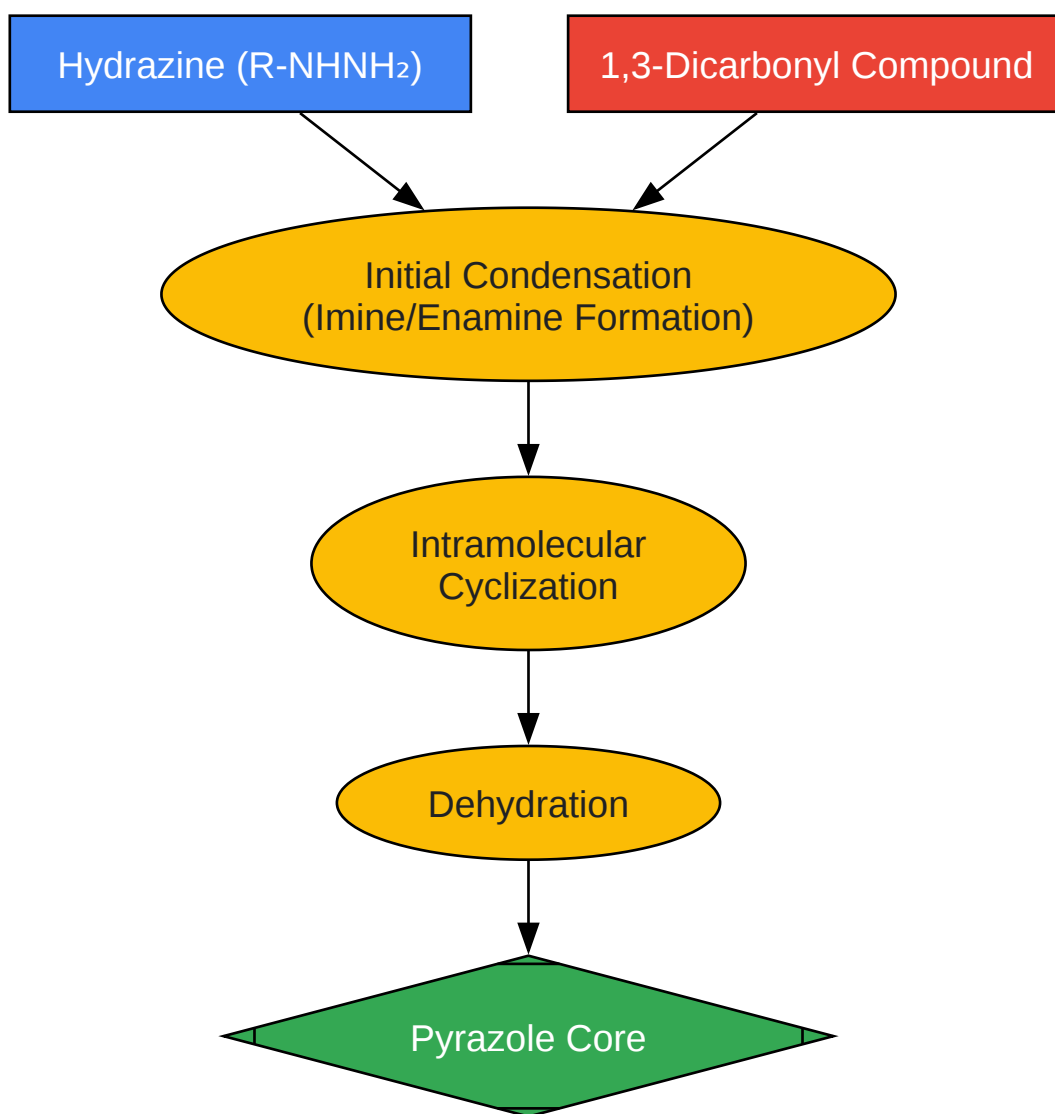 Hydrazine (R-NHNH₂)
1,3-Dicarbonyl Compound
Initial Condensation
(Imine/Enamine Formation)
Intramolecular
Cyclization
Dehydration
Pyrazole Core